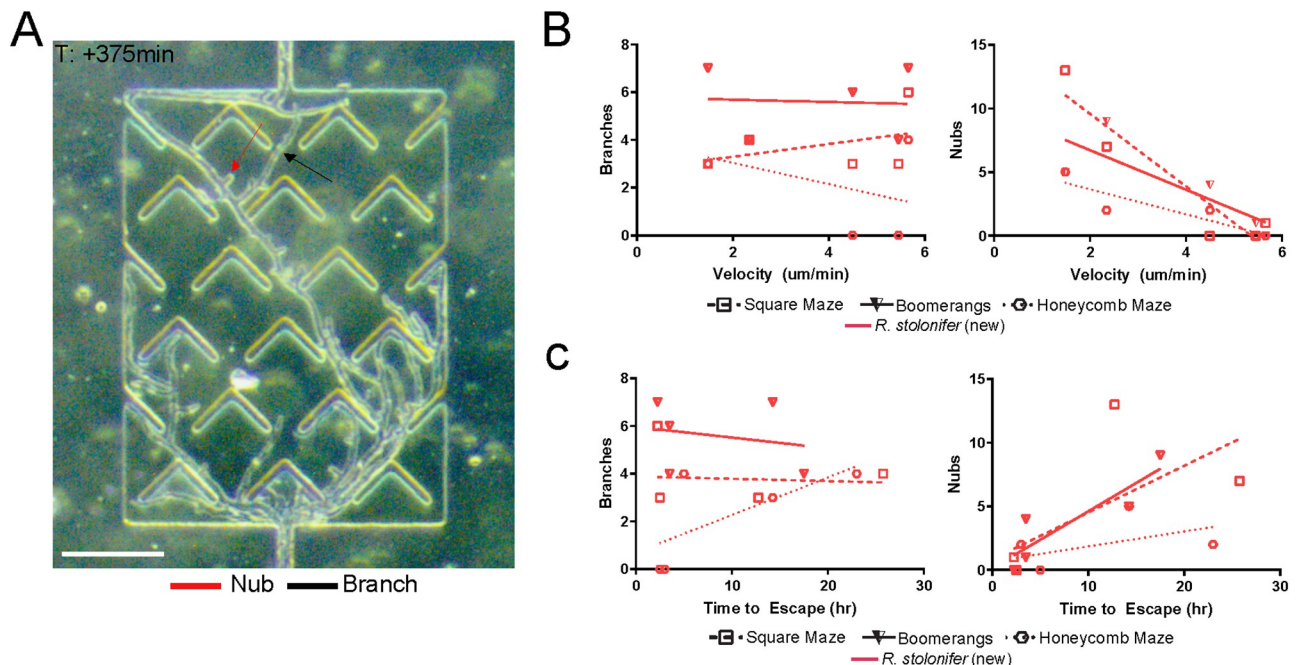 A
T: +375min
Nub Branch
B
8
6
4
2
0
Branches
0 2 4 6
Velocity (um/min)
15
10
5
0
Nubs
0 2 4 6
Velocity (um/min)
Square Maze Boomerangs Honeycomb Maze
R. stolonifer (new)
C
8
6
4
2
0
Branches
0 10 20 30
Time to Escape (hr)
15
10
5
0
Nubs
0 10 20 30
Time to Escape (hr)
Square Maze Boomerangs Honeycomb Maze
R. stolonifer (new)